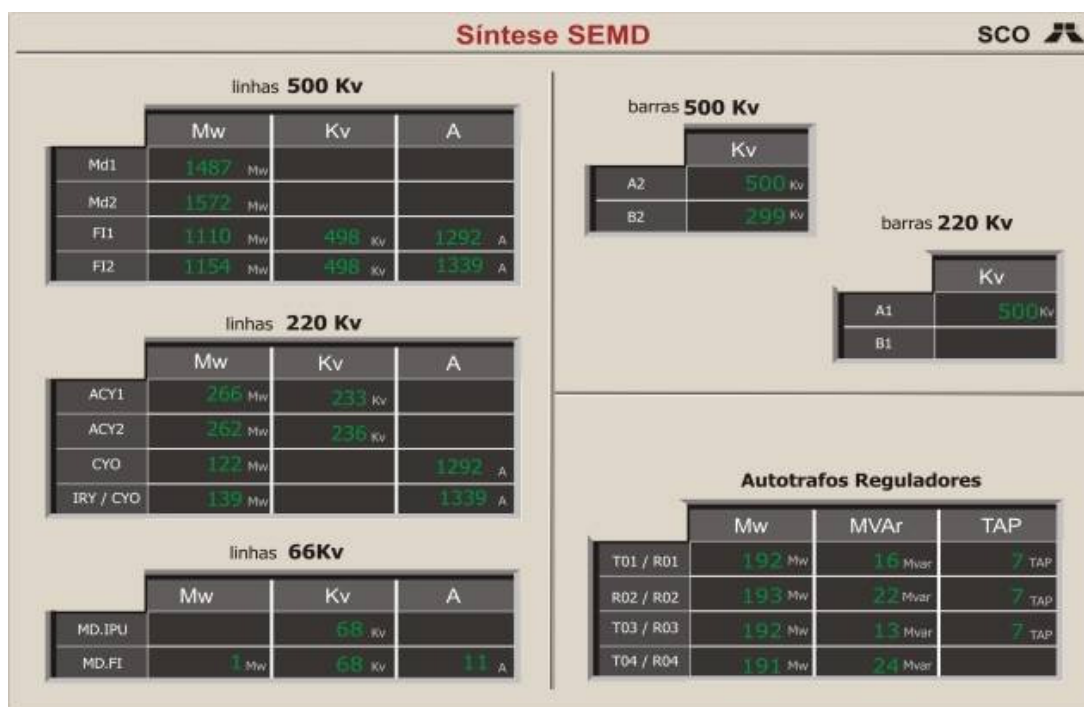 Síntese SEMD
SCO
linhas 500 Kv
Mw Kv A
Md1 1487 Mw
Md2 1572 Mw
FI1 1110 Mw 498 Kv 1292 A
FI2 1154 Mw 498 Kv 1339 A
linhas 220 Kv
Mw Kv A
ACY1 266 Mw 233 Kv
ACY2 262 Mw 236 Kv
CYO 122 Mw 1292 A
IRY / CYO 139 Mw 1339 A
linhas 66Kv
Mw Kv A
MD.IPU 68 Kv
MD.FI 1 Mw 68 Kv 11 A
barras 500 Kv
Kv
A2 500 Kv
B2 299 Kv
barras 220 Kv
Kv
A1 500 Kv
B1
Autotrafos Reguladores
Mw MVAr TAP
T01 / R01 192 Mw 16 Mvar 7 TAP
R02 / R02 193 Mw 22 Mvar 7 TAP
T03 / R03 192 Mw 13 Mvar 7 TAP
T04 / R04 191 Mw 24 Mvar